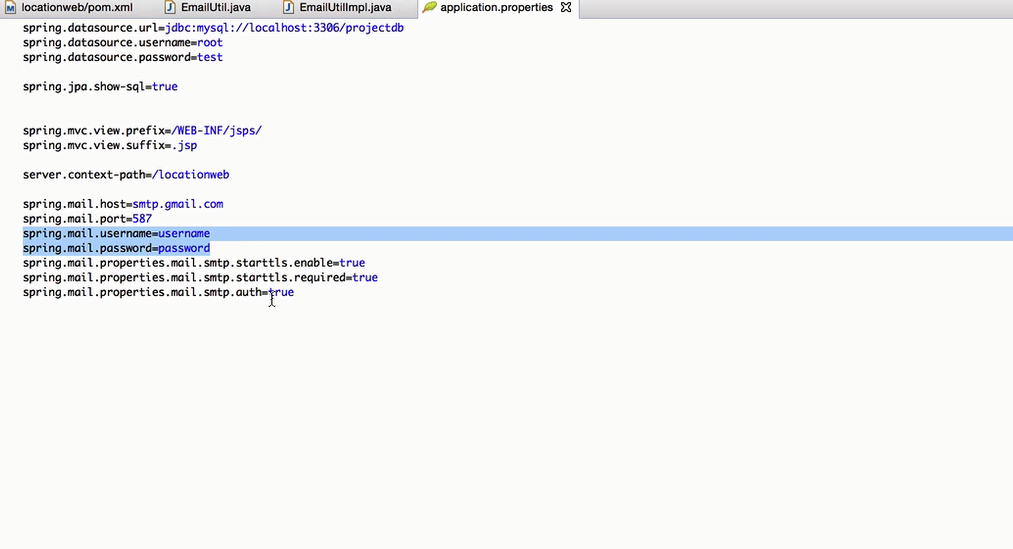 locationweb/pom.xml EmailUtil.java EmailUtilImpl.java application.properties
spring.datasource.url=jdbc:mysql://localhost:3306/projectdb
spring.datasource.username=root
spring.datasource.password=test
spring.jpa.show-sql=true
spring.mvc.view.prefix=/WEB-INF/jsps/
spring.mvc.view.suffix=.jsp
server.context-path=/locationweb
spring.mail.host=smtp.gmail.com
spring.mail.port=587
spring.mail.username=username
spring.mail.password=password
spring.mail.properties.mail.smtp.starttls.enable=true
spring.mail.properties.mail.smtp.starttls.required=true
spring.mail.properties.mail.smtp.auth=true